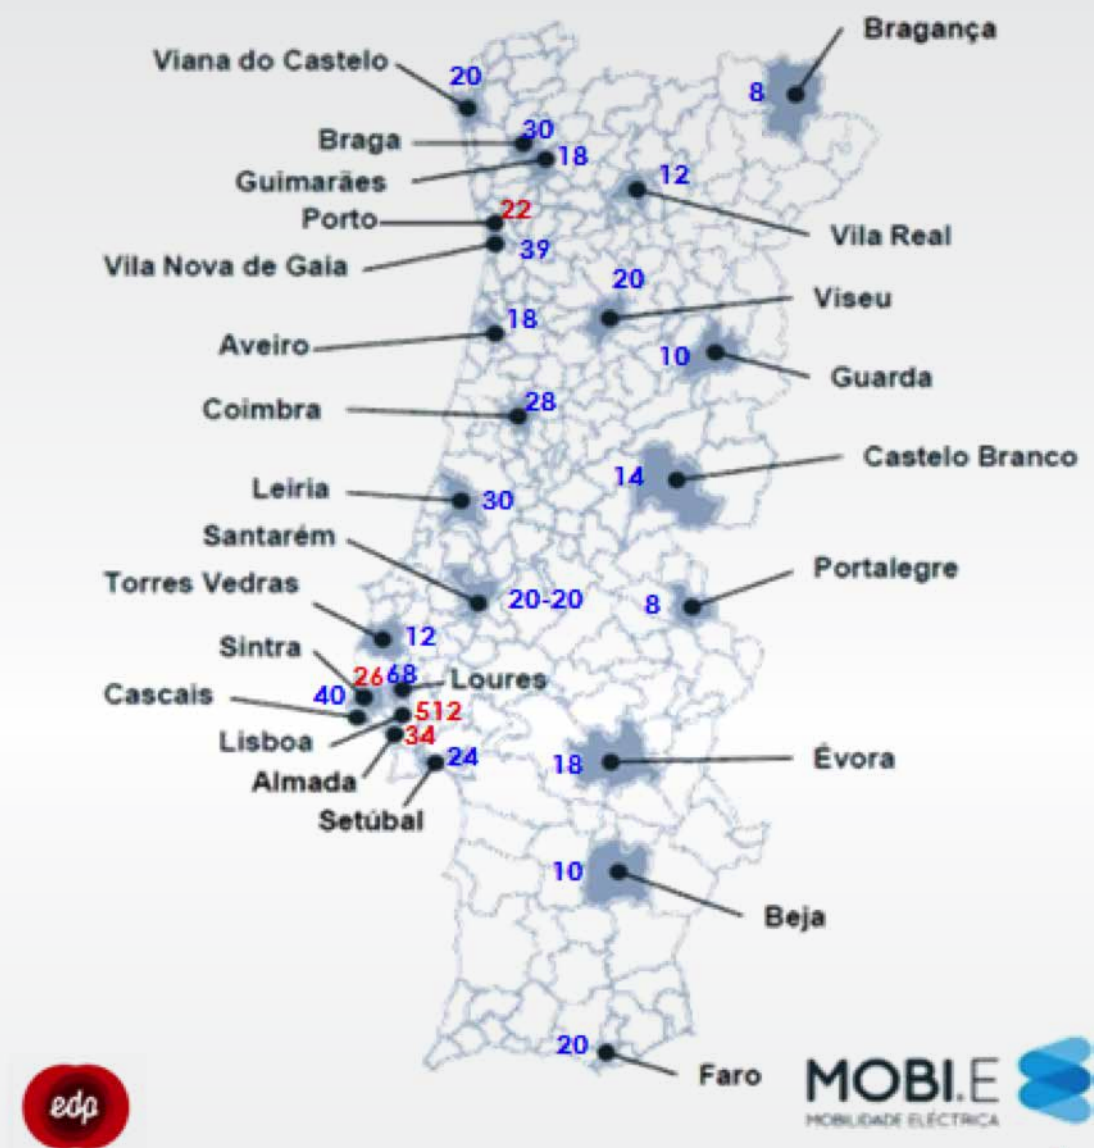 Bragança
Viana do Castelo
20
8
Braga
30
Guimarães
18
12
Porto
22
Vila Real
Vila Nova de Gaia
39
20
Viseu
Aveiro
18
10
Guarda
Coimbra
28
Castelo Branco
14
Leiria
30
Santarém
Portalegre
Torres Vedras
20-20
8
12
Sintra
26
68
Loures
Cascais
40
512
Lisboa
34
Almada
24
18
Évora
Setúbal
10
Beja
20
Faro
edp
MOBI.E
MOBILIDADE ELÉCTRICA